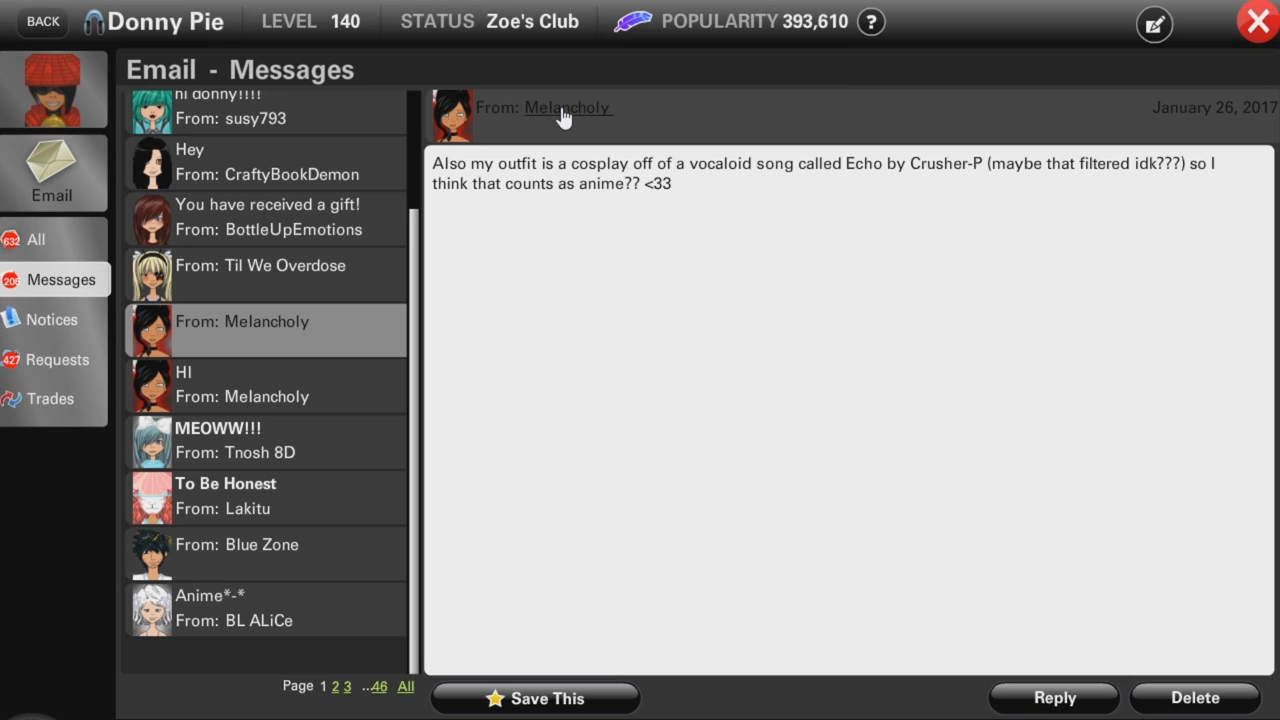 BACK
Donny Pie
LEVEL 140
STATUS Zoe's Club
POPULARITY 393,610 ?
Email - Messages
Email
632 All
Messages
Notices
427 Requests
Trades
hi donny!!!!
From: susy793
Hey
From: CraftyBookDemon
You have received a gift!
From: BottleUpEmotions
From: Til We Overdose
From: Melancholy
HI
From: Melancholy
MEOWW!!!
From: Tnosh 8D
To Be Honest
From: Lakitu
From: Blue Zone
Anime*-*
From: BL ALiCe
Page 1 2 3 ..46 All
From: Melancholy
January 26, 2017
Also my outfit is a cosplay off of a vocaloid song called Echo by Crusher-P (maybe that filtered idk???) so I
think that counts as anime?? <33
Save This
Reply
Delete